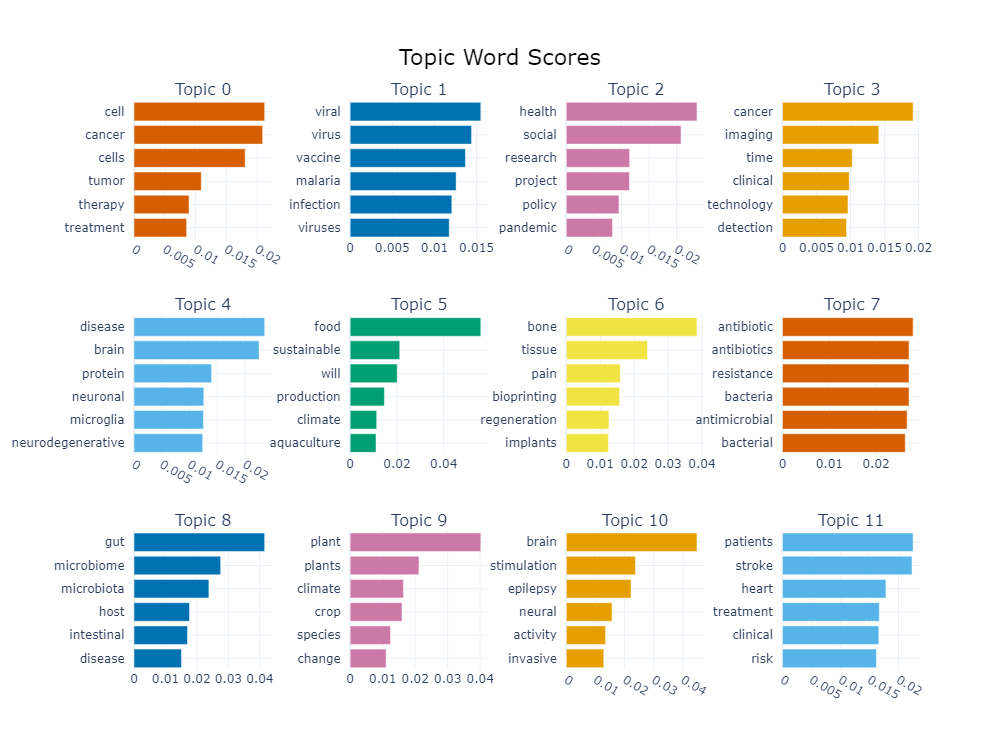 Topic Word Scores
Topic 0
cell
cancer
cells
tumor
therapy
treatment
0 0.005 0.01 0.015 0.02
Topic 1
viral
virus
vaccine
malaria
infection
viruses
0 0.005 0.01 0.015
Topic 2
health
social
research
project
policy
pandemic
0 0.005 0.01 0.015 0.02
Topic 3
cancer
imaging
time
clinical
technology
detection
0 0.005 0.01 0.015 0.02
Topic 4
disease
brain
protein
neuronal
microglia
neurodegenerative
0 0.005 0.01 0.015 0.02
Topic 5
food
sustainable
will
production
climate
aquaculture
0 0.02 0.04
Topic 6
bone
tissue
pain
bioprinting
regeneration
implants
0 0.01 0.02 0.03 0.04
Topic 7
antibiotic
antibiotics
resistance
bacteria
antimicrobial
bacterial
0 0.01 0.02
Topic 8
gut
microbiome
microbiota
host
intestinal
disease
0 0.01 0.02 0.03 0.04
Topic 9
plant
plants
climate
crop
species
change
0 0.01 0.02 0.03 0.04
Topic 10
brain
stimulation
epilepsy
neural
activity
invasive
0 0.01 0.02 0.03 0.04
Topic 11
patients
stroke
heart
treatment
clinical
risk
0 0.005 0.01 0.015 0.02